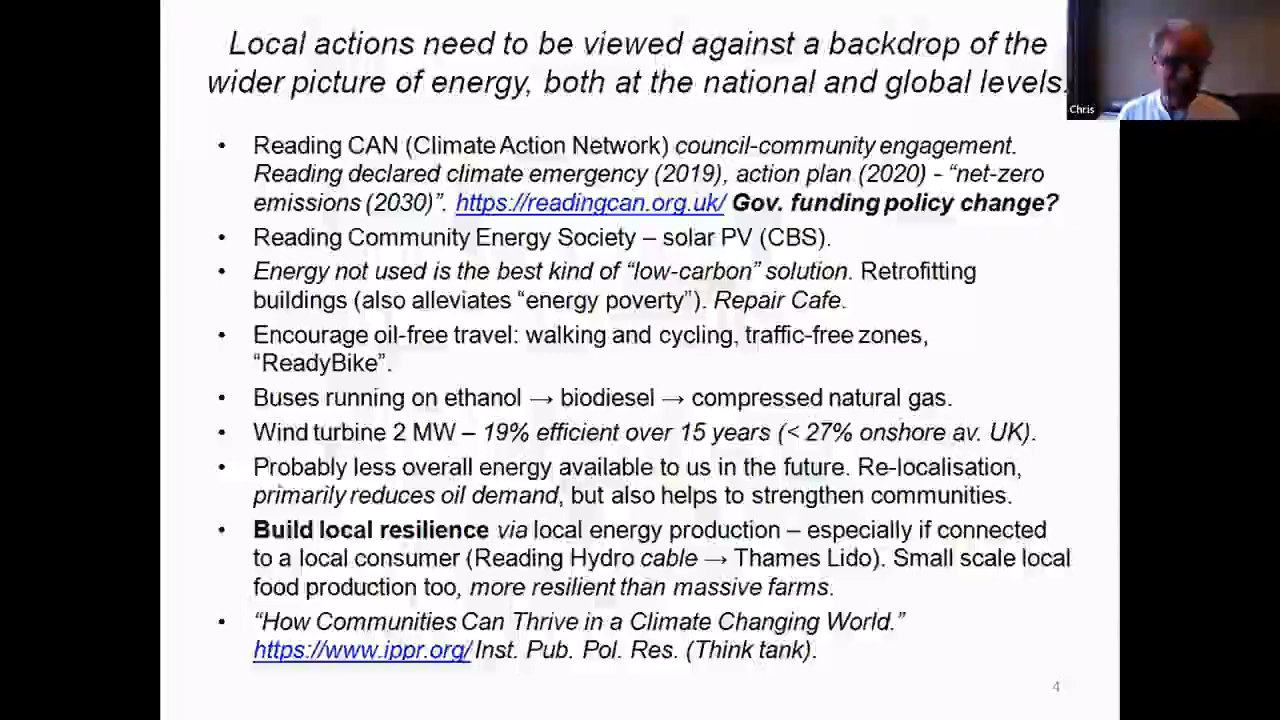 Local actions need to be viewed against a backdrop of the
wider picture of energy, both at the national and global levels.
Chris
• Reading CAN (Climate Action Network) council-community engagement.
Reading declared climate emergency (2019), action plan (2020) - “net-zero
emissions (2030)”. https://readingcan.org.uk/ Gov. funding policy change?
• Reading Community Energy Society – solar PV (CBS).
• Energy not used is the best kind of “low-carbon” solution. Retrofitting
buildings (also alleviates “energy poverty”). Repair Cafe.
• Encourage oil-free travel: walking and cycling, traffic-free zones,
“ReadyBike”.
• Buses running on ethanol → biodiesel → compressed natural gas.
• Wind turbine 2 MW – 19% efficient over 15 years (< 27% onshore av. UK).
• Probably less overall energy available to us in the future. Re-localisation,
primarily reduces oil demand, but also helps to strengthen communities.
• Build local resilience via local energy production – especially if connected
to a local consumer (Reading Hydro cable → Thames Lido). Small scale local
food production too, more resilient than massive farms.
• “How Communities Can Thrive in a Climate Changing World.”
https://www.ippr.org/ Inst. Pub. Pol. Res. (Think tank).
4